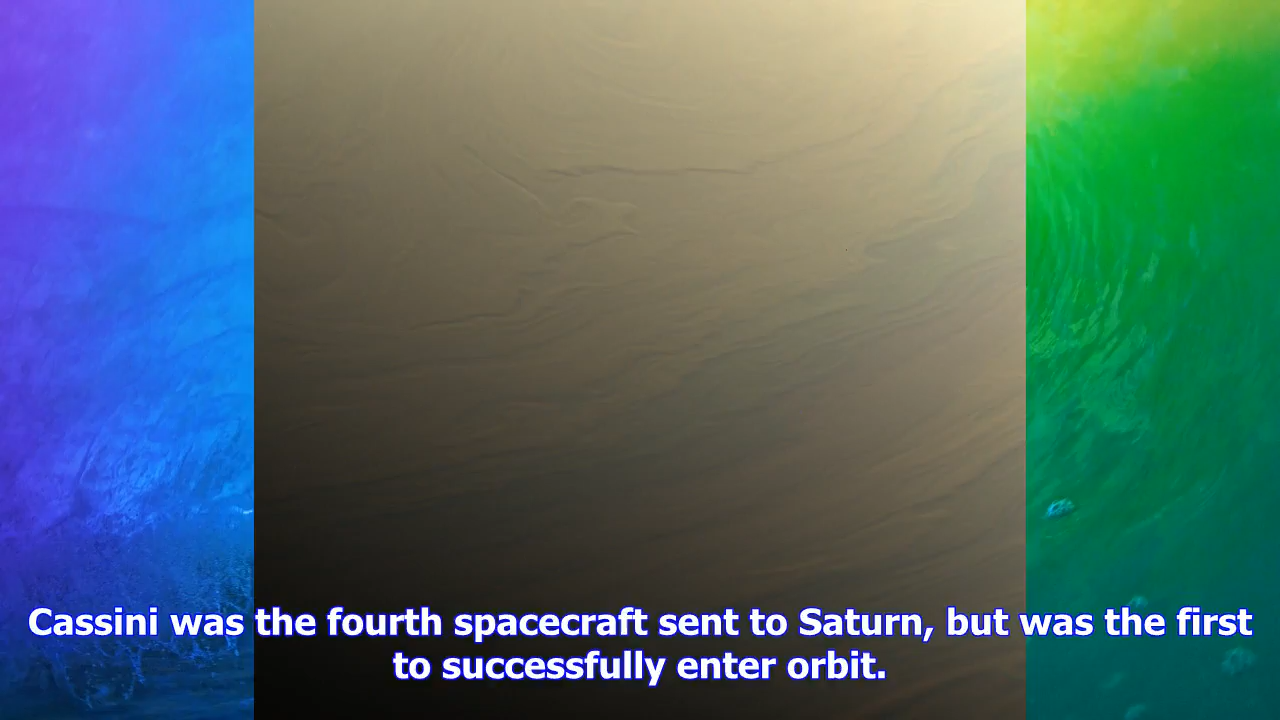 Cassini was the fourth spacecraft sent to Saturn, but was the first
to successfully enter orbit.